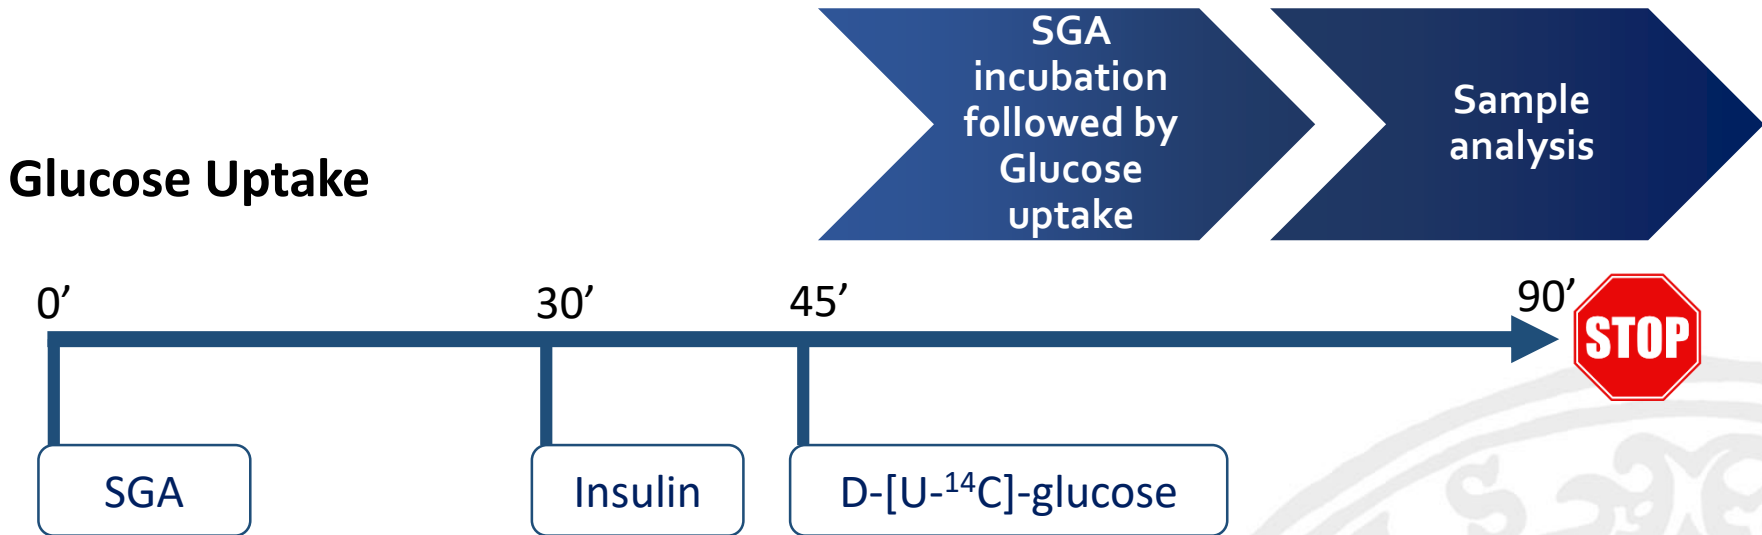 SGA
incubation
followed by
Glucose
uptake
Sample
analysis
Glucose Uptake
0’ 30’ 45’ 90’
STOP
SGA Insulin D-[U-¹⁴C]-glucose